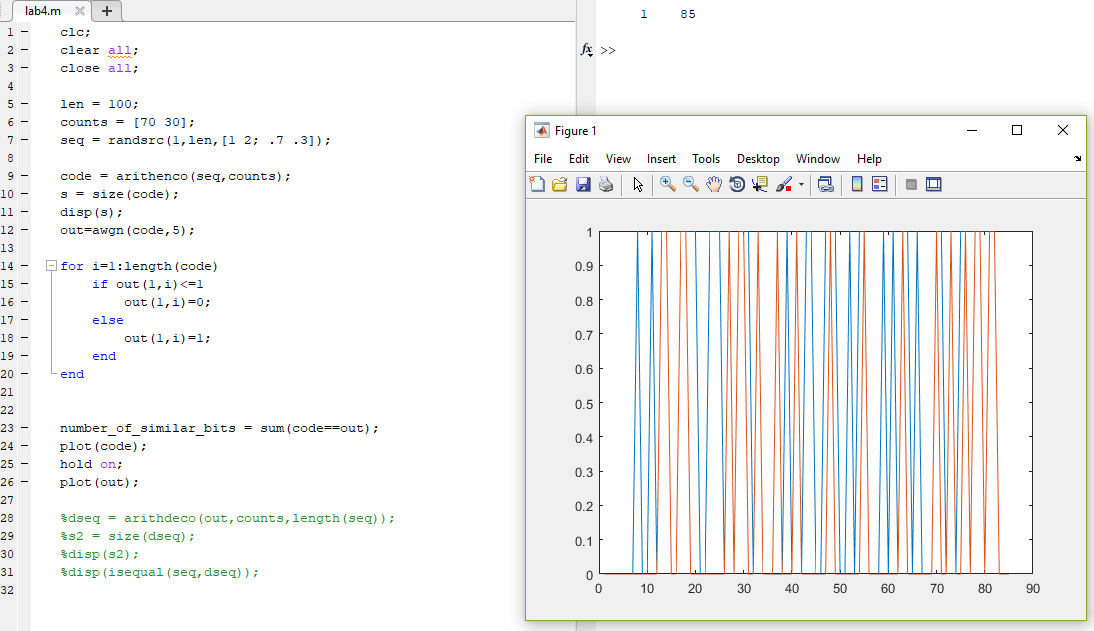 lab4.m × +
1 – clc;
2 – clear all;
3 – close all;
4
5 – len = 100;
6 – counts = [70 30];
7 – seq = randsrc(1,len,[1 2; .7 .3]);
8
9 – code = arithenco(seq,counts);
10 – s = size(code);
11 – disp(s);
12 – out=awgn(code,5);
13
14 – for i=1:length(code)
15 – if out(1,i)<=1
16 – out(1,i)=0;
17 – else
18 – out(1,i)=1;
19 – end
20 – end
21
22
23 – number_of_similar_bits = sum(code==out);
24 – plot(code);
25 – hold on;
26 – plot(out);
27
28 %dseq = arithdeco(out,counts,length(seq));
29 %s2 = size(dseq);
30 %disp(s2);
31 %disp(isequal(seq,dseq));
32
1 85
fx >>
Figure 1
File Edit View Insert Tools Desktop Window Help
1
0.9
0.8
0.7
0.6
0.5
0.4
0.3
0.2
0.1
0
0 10 20 30 40 50 60 70 80 90